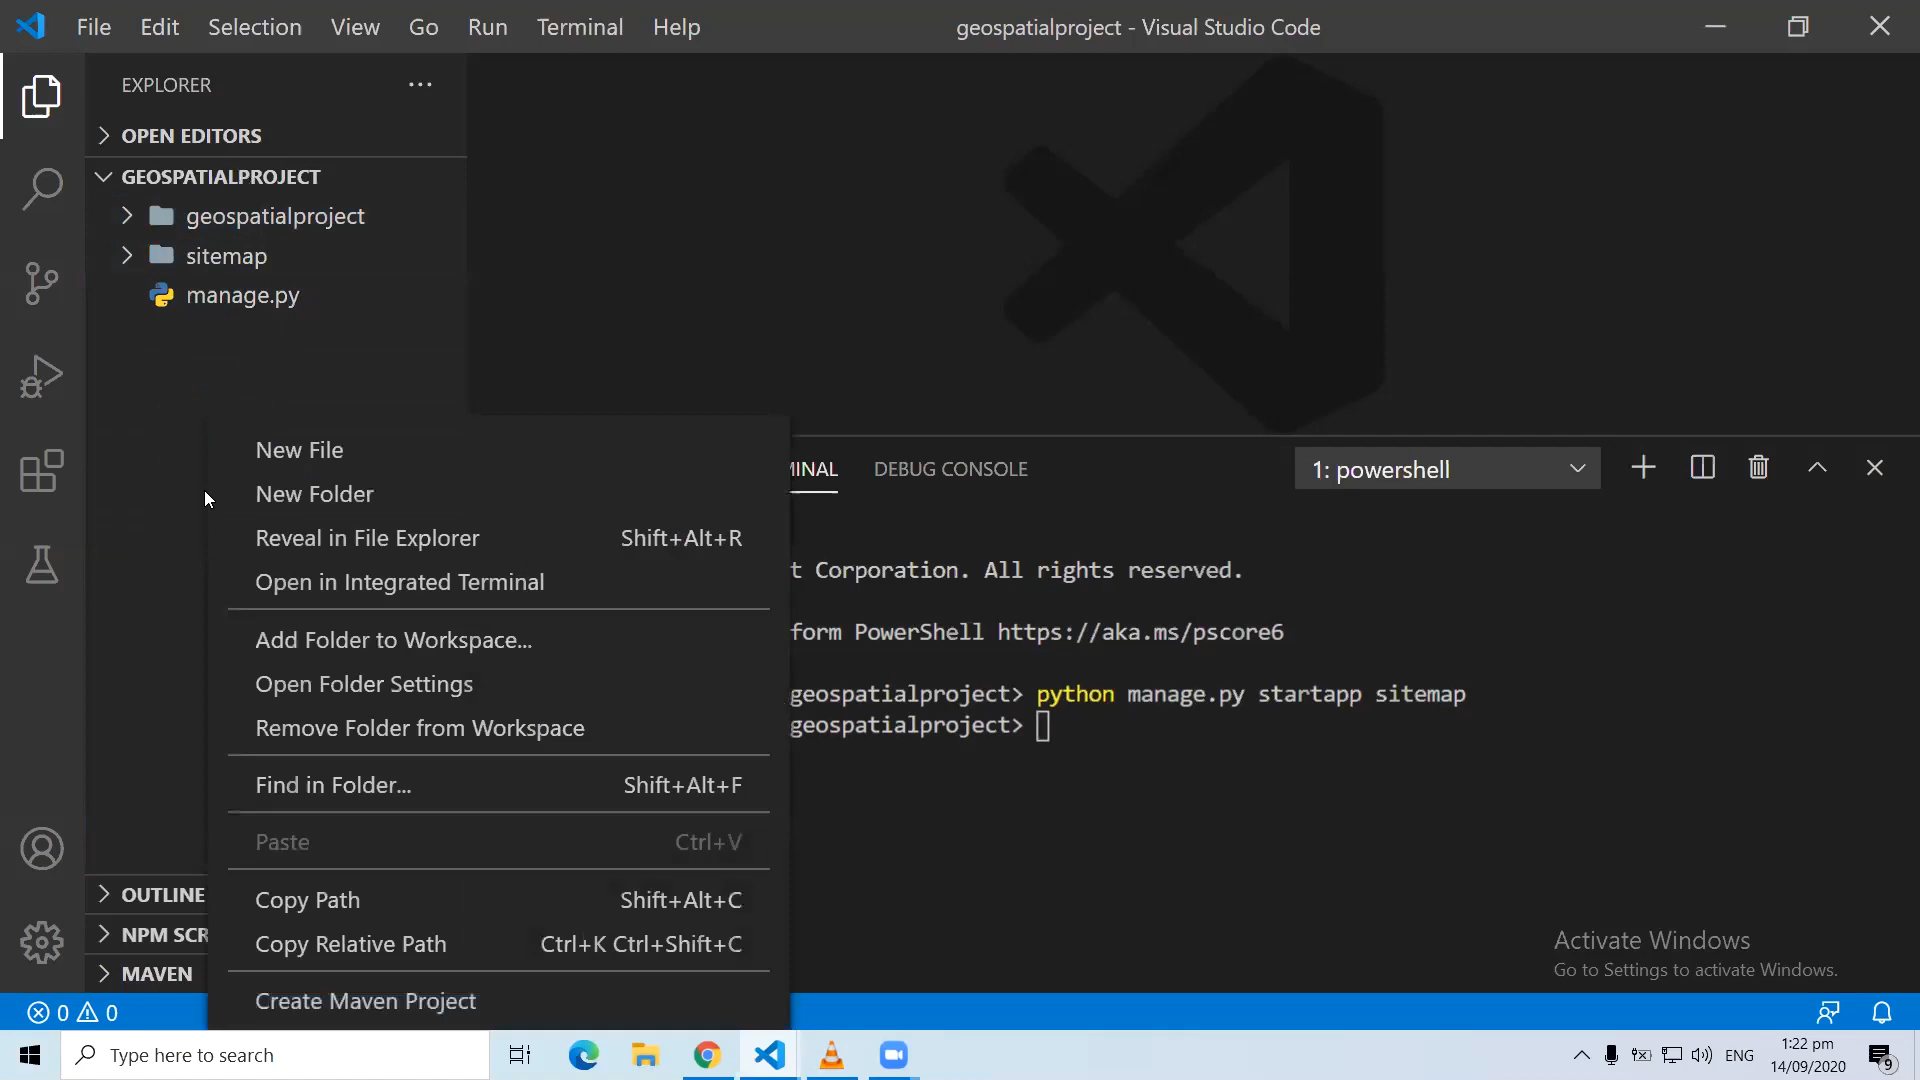 File Edit Selection View Go Run Terminal Help
geospatialproject - Visual Studio Code
EXPLORER
OPEN EDITORS
GEOSPATIALPROJECT
geospatialproject
sitemap
manage.py
New File
New Folder
Reveal in File Explorer Shift+Alt+R
Open in Integrated Terminal
Add Folder to Workspace...
Open Folder Settings
Remove Folder from Workspace
Find in Folder... Shift+Alt+F
Paste Ctrl+V
Copy Path Shift+Alt+C
Copy Relative Path Ctrl+K Ctrl+Shift+C
Create Maven Project
MINAL DEBUG CONSOLE 1: powershell
t Corporation. All rights reserved.
form PowerShell https://aka.ms/pscore6
geospatialproject> python manage.py startapp sitemap
geospatialproject>
OUTLINE
NPM SCR
MAVEN
Activate Windows
Go to Settings to activate Windows.
0 0
Type here to search
ENG
1:22 pm
14/09/2020
9